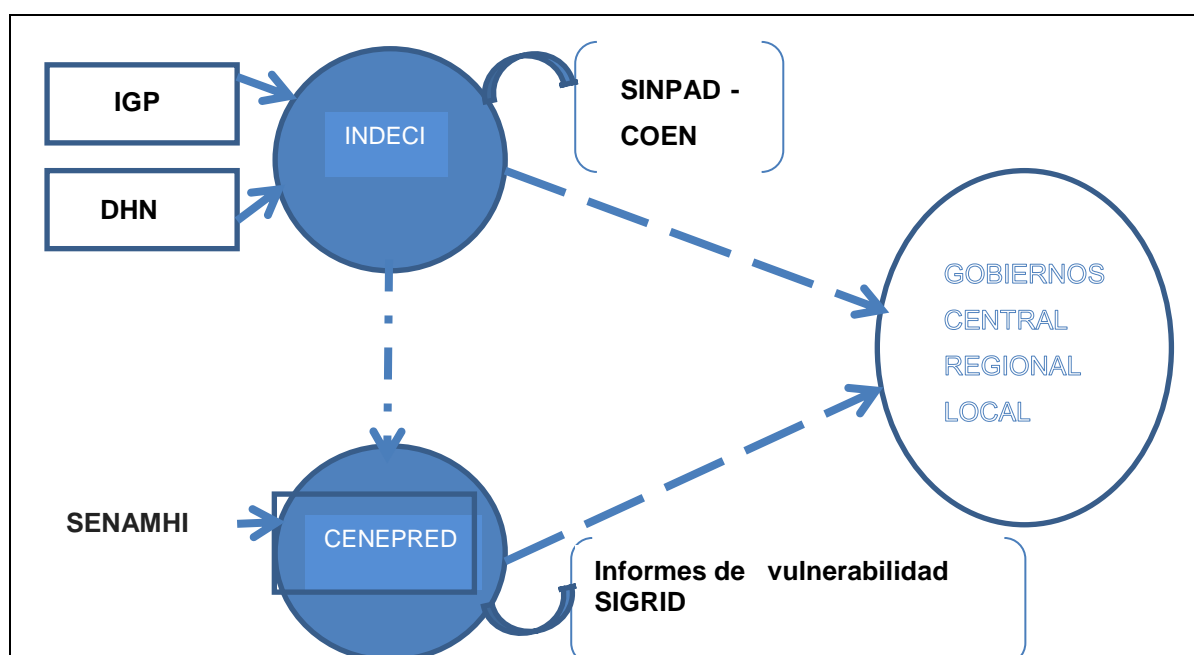 IGP
INDECI
SINPAD -
COEN
DHN
GOBIERNOS
CENTRAL
REGIONAL
LOCAL
SENAMHI
CENEPRED
Informes de vulnerabilidad
SIGRID